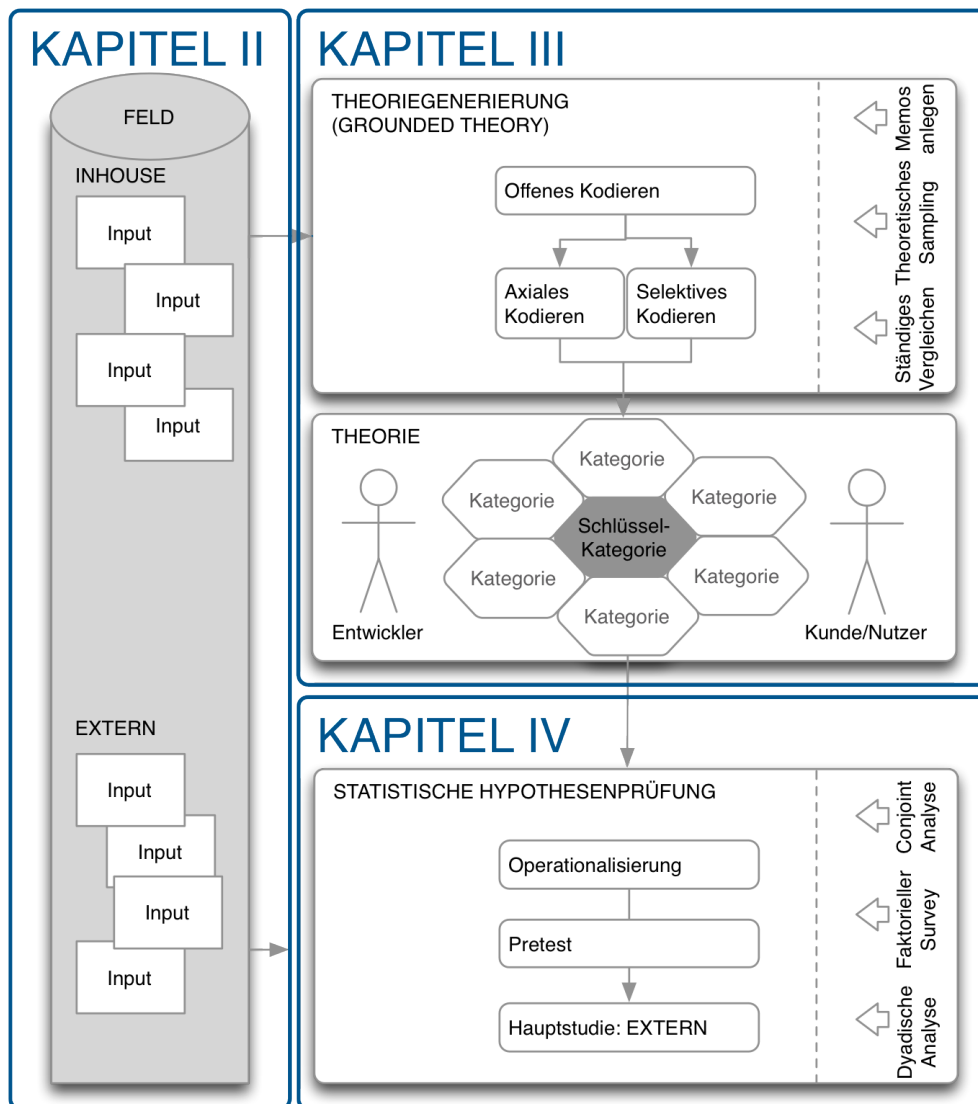 KAPITEL II
FELD
INHOUSE
Input
Input
Input
Input
EXTERN
Input
Input
Input
Input
KAPITEL III
THEORIEGENERIERUNG
(GROUNDED THEORY)
Offenes Kodieren
Axiales
Kodieren
Selektives
Kodieren
Memos
anlegen
Theoretisches
Sampling
Ständiges
Vergleichen
THEORIE
Kategorie
Kategorie
Kategorie
Schlüssel-
Kategorie
Kategorie
Kategorie
Kategorie
Entwickler
Kunde/Nutzer
KAPITEL IV
STATISTISCHE HYPOTHESENPRÜFUNG
Operationalisierung
Pretest
Hauptstudie: EXTERN
Conjoint
Analyse
Faktorieller
Survey
Dyadische
Analyse